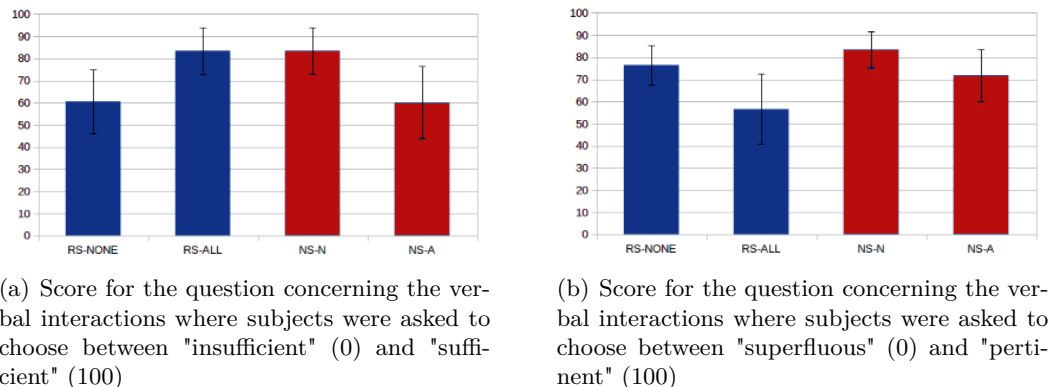 100
90
80
70
60
50
40
30
20
10
0
RS-NONE RS-ALL NS-N NS-A
(a) Score for the question concerning the ver-
bal interactions where subjects were asked to
choose between "insufficient" (0) and "suffi-
cient" (100)
100
90
80
70
60
50
40
30
20
10
0
RS-NONE RS-ALL NS-N NS-A
(b) Score for the question concerning the ver-
bal interactions where subjects were asked to
choose between "superfluous" (0) and "perti-
nent" (100)